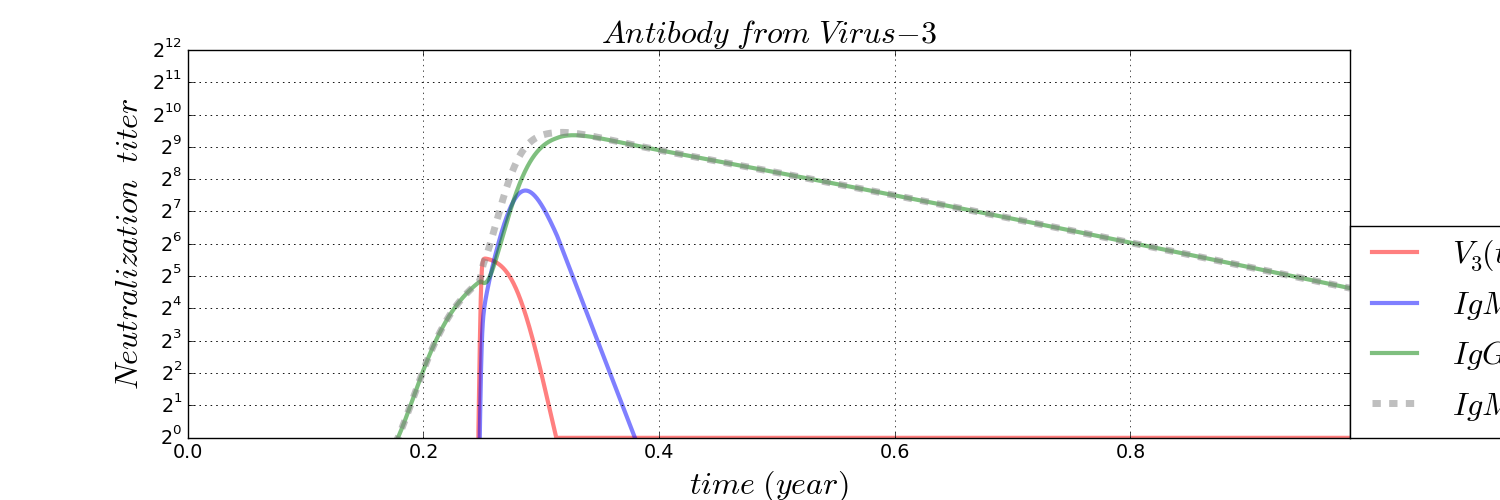 Antibody from Virus−3
Neutralization titer
2^12
2^11
2^10
2^9
2^8
2^7
2^6
2^5
2^4
2^3
2^2
2^1
2^0
0.0 0.2 0.4 0.6 0.8
time (year)
V_3(
IgM
IgG
IgM